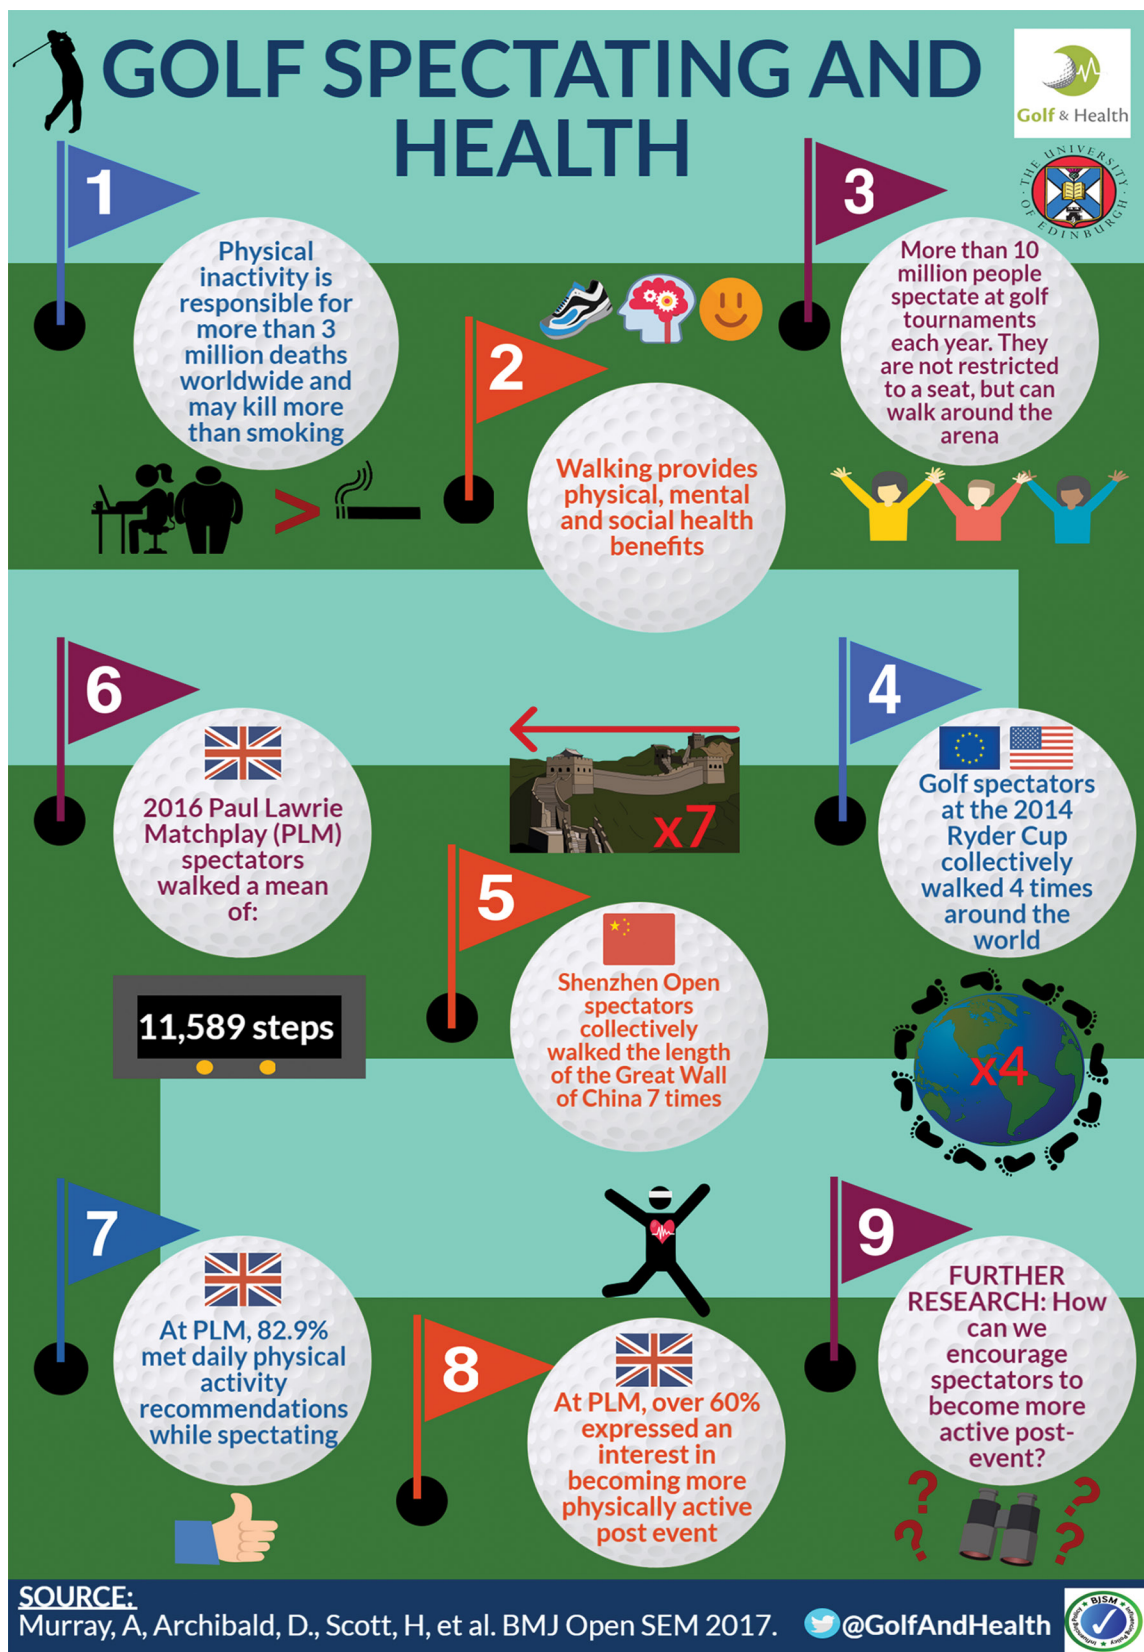 GOLF SPECTATING AND
HEALTH
Golf & Health
THE UNIVERSITY OF EDINBURGH
1
Physical
inactivity is
responsible for
more than 3
million deaths
worldwide and
may kill more
than smoking
>
2
Walking provides
physical, mental
and social health
benefits
3
More than 10
million people
spectate at golf
tournaments
each year. They
are not restricted
to a seat, but can
walk around the
arena
4
Golf spectators
at the 2014
Ryder Cup
collectively
walked 4 times
around the
world
x4
x7
5
Shenzhen Open
spectators
collectively
walked the length
of the Great Wall
of China 7 times
6
2016 Paul Lawrie
Matchplay (PLM)
spectators
walked a mean
of:
11,589 steps
7
At PLM, 82.9%
met daily physical
activity
recommendations
while spectating
8
At PLM, over 60%
expressed an
interest in
becoming more
physically active
post event
9
FURTHER
RESEARCH: How
can we
encourage
spectators to
become more
active post-
event?
? ? ? ?
SOURCE:
Murray, A, Archibald, D., Scott, H, et al. BMJ Open SEM 2017.
@GolfAndHealth
BJSM